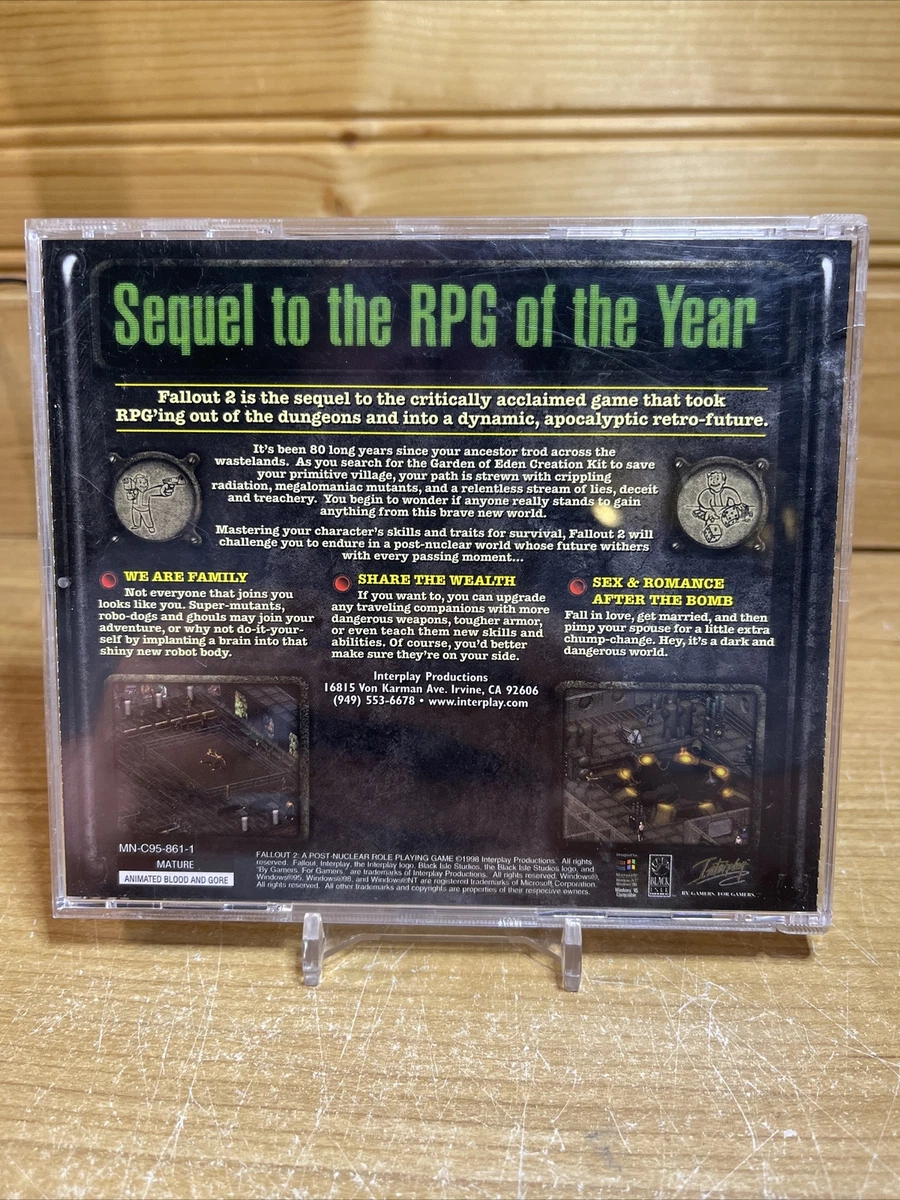 Sequel to the RPG of the Year
Fallout 2 is the sequel to the critically acclaimed game that took
RPG'ing out of the dungeons and into a dynamic, apocalyptic retro-future.
It's been 80 long years since your ancestor trod across the
wastelands. As you search for the Garden of Eden Creation Kit to save
your primitive village, your path is strewn with crippling
radiation, megalomaniac mutants, and a relentless stream of lies, deceit
and treachery. You begin to wonder if anyone really stands to gain
anything from this brave new world.
Mastering your character's skills and traits for survival, Fallout 2 will
challenge you to endure in a post-nuclear world whose future withers
with every passing moment...
WE ARE FAMILY
Not everyone that joins you
looks like you. Super-mutants,
robo-dogs and ghouls may join your
adventure, or why not do-it-your-
self by implanting a brain into that
shiny new robot body.
SHARE THE WEALTH
If you want to, you can upgrade
any traveling companions with more
dangerous weapons, tougher armor,
or even teach them new skills and
abilities. Of course, you'd better
make sure they're on your side.
SEX & ROMANCE
AFTER THE BOMB
Fall in love, get married, and then
pimp your spouse for a little extra
chump-change. Hey, it's a dark and
dangerous world.
Interplay Productions
16815 Von Karman Ave. Irvine, CA 92606
(949) 553-6678 • www.interplay.com
MN-C95-861-1
MATURE
ANIMATED BLOOD AND GORE
FALLOUT 2: A POST-NUCLEAR ROLE PLAYING GAME ©1998 Interplay Productions. All rights
reserved. Fallout, Interplay, the Interplay logo, Black Isle Studios, the Black Isle Studios logo, and
"By Gamers. For Gamers." are trademarks of Interplay Productions. All rights reserved. Windows®,
Windows®95, Windows®98, and Windows®NT are registered trademarks of Microsoft Corporation.
All rights reserved. All other trademarks and copyrights are properties of their respective owners.
BLACK
ISLE
Interplay
BY GAMERS. FOR GAMERS.